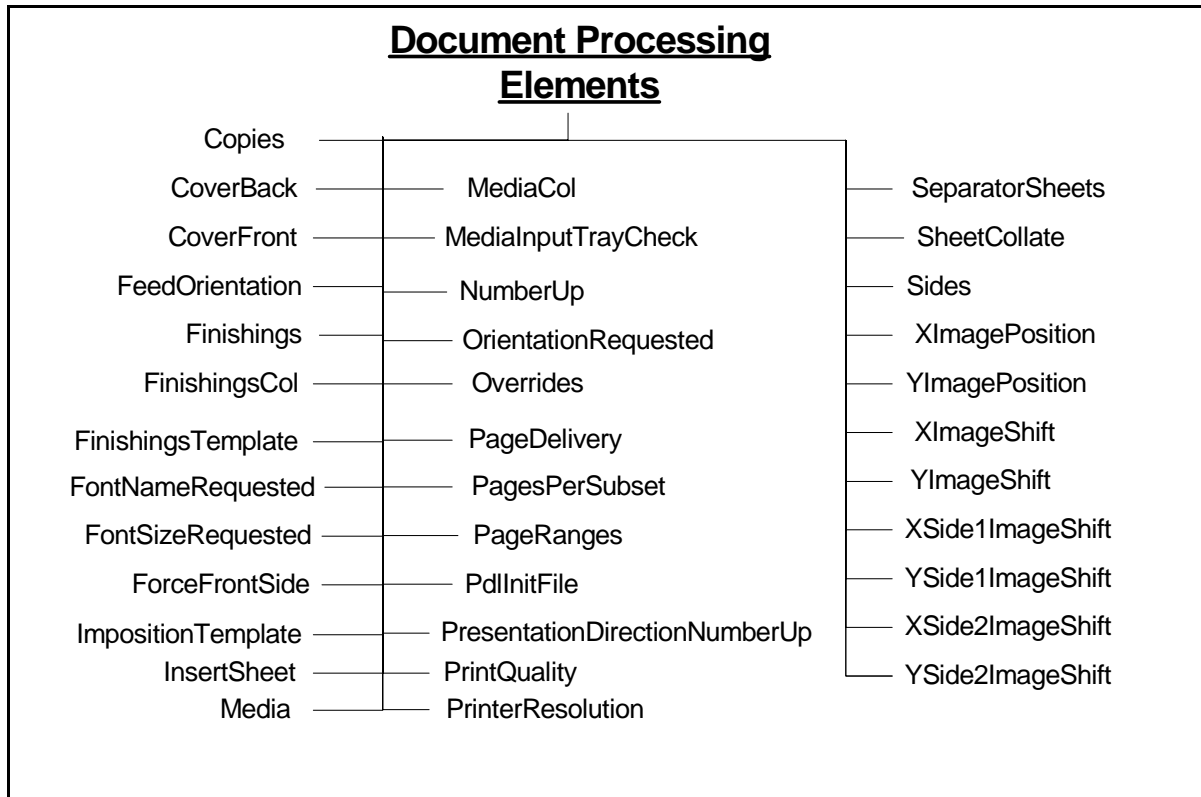 Document Processing
Elements
Copies
CoverBack
CoverFront
FeedOrientation
Finishings
FinishingsCol
FinishingsTemplate
FontNameRequested
FontSizeRequested
ForceFrontSide
ImpositionTemplate
InsertSheet
Media
MediaCol
MediaInputTrayCheck
NumberUp
OrientationRequested
Overrides
PageDelivery
PagesPerSubset
PageRanges
PdlInitFile
PresentationDirectionNumberUp
PrintQuality
PrinterResolution
SeparatorSheets
SheetCollate
Sides
XImagePosition
YImagePosition
XImageShift
YImageShift
XSide1ImageShift
YSide1ImageShift
XSide2ImageShift
YSide2ImageShift